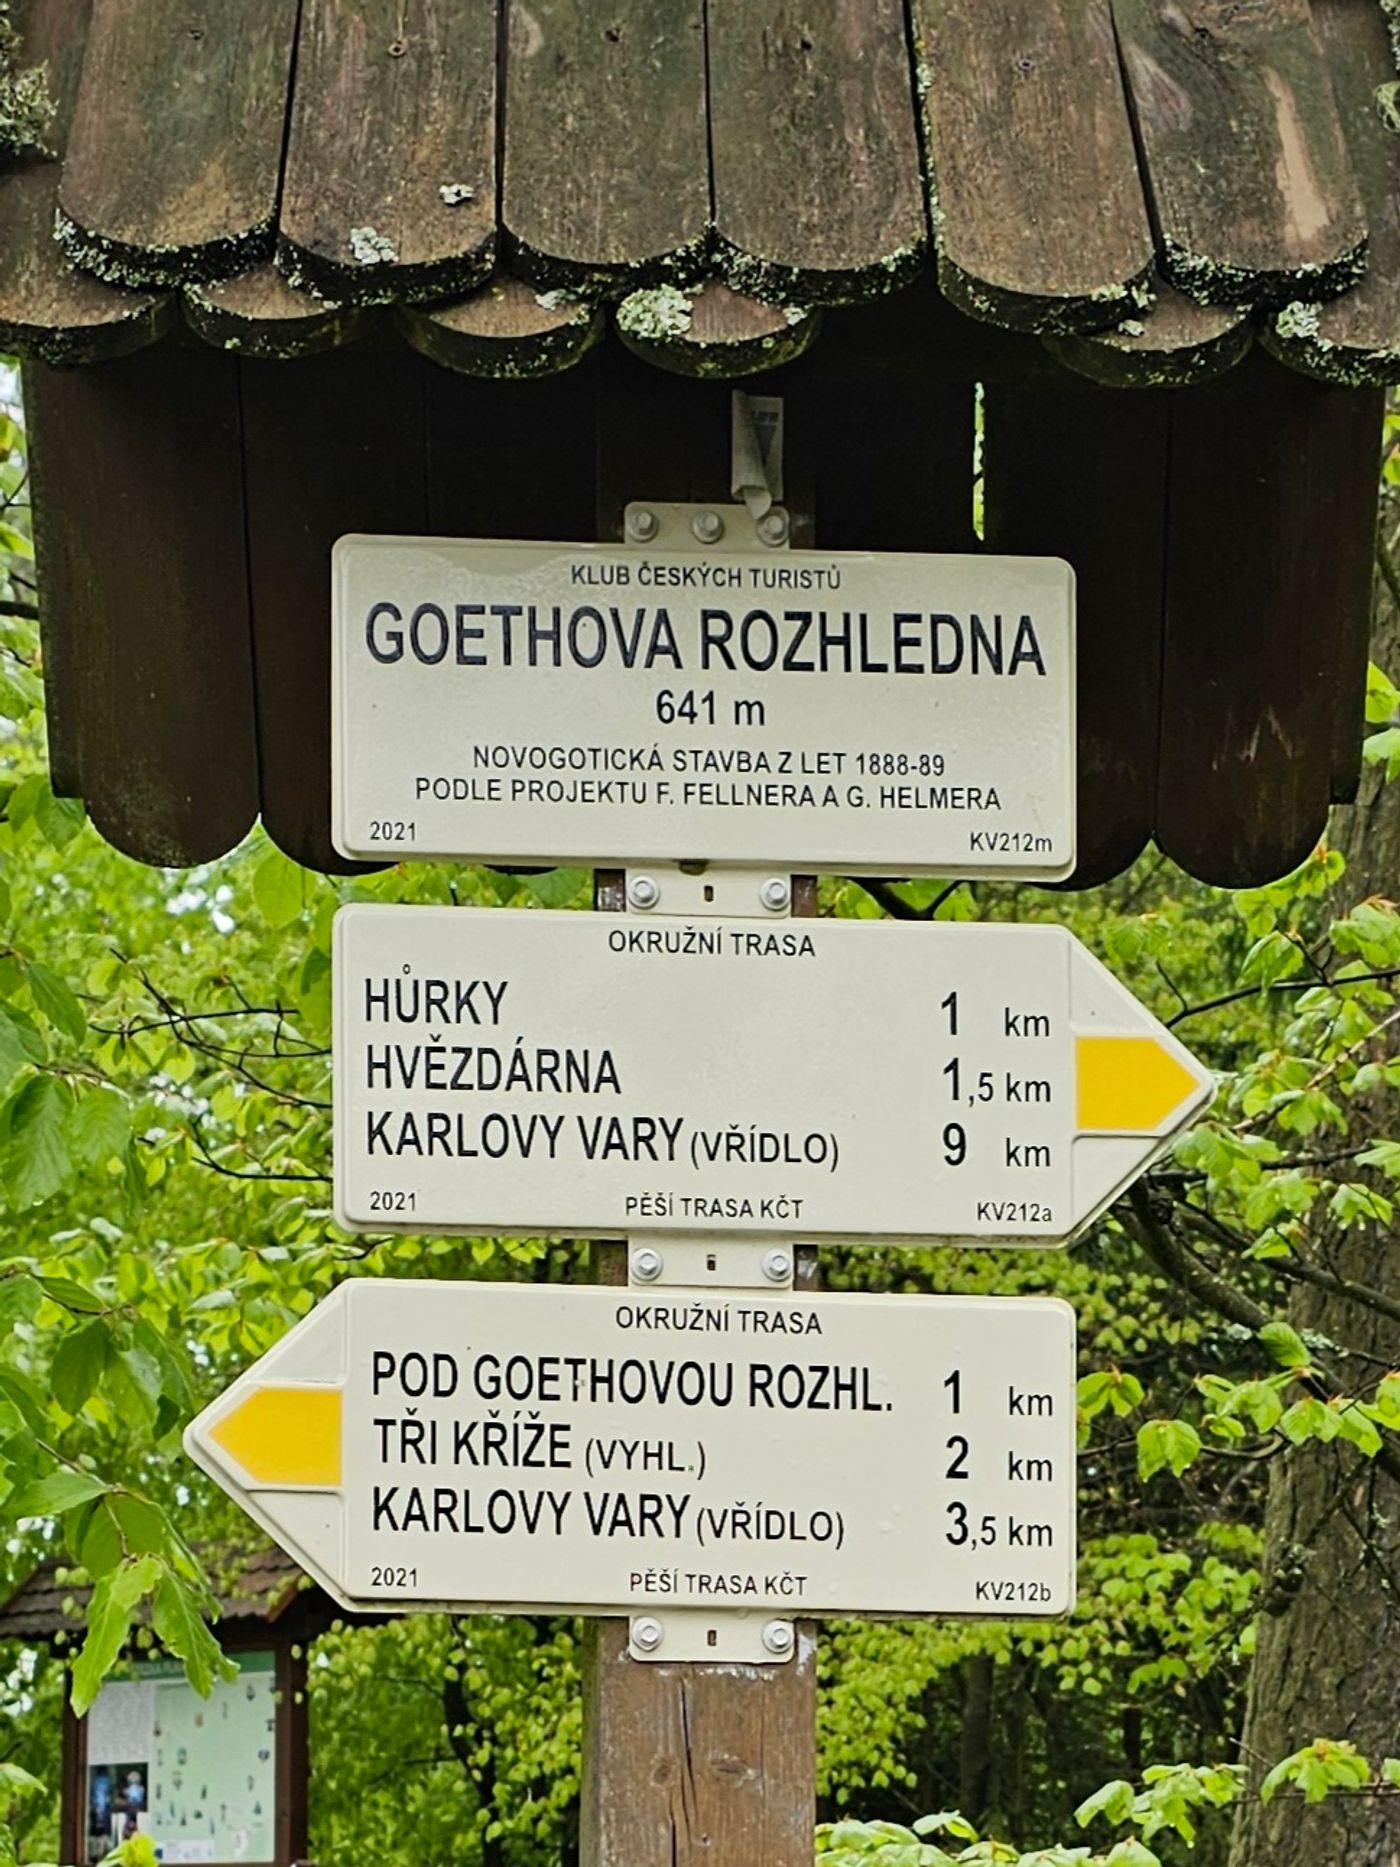 KLUB ČESKÝCH TURISTŮ
GOETHOVA ROZHLEDNA
641 m
NOVOGOTICKÁ STAVBA Z LET 1888-89
PODLE PROJEKTU F. FELLNERA A G. HELMERA
2021 KV212m
OKRUŽNÍ TRASA
HŮRKY 1 km
HVĚZDÁRNA 1,5 km
KARLOVY VARY (VŘÍDLO) 9 km
2021 PĚŠÍ TRASA KČT KV212a
OKRUŽNÍ TRASA
POD GOETHOVOU ROZHL. 1 km
TŘI KŘÍŽE (VYHL.) 2 km
KARLOVY VARY (VŘÍDLO) 3,5 km
2021 PĚŠÍ TRASA KČT KV212b